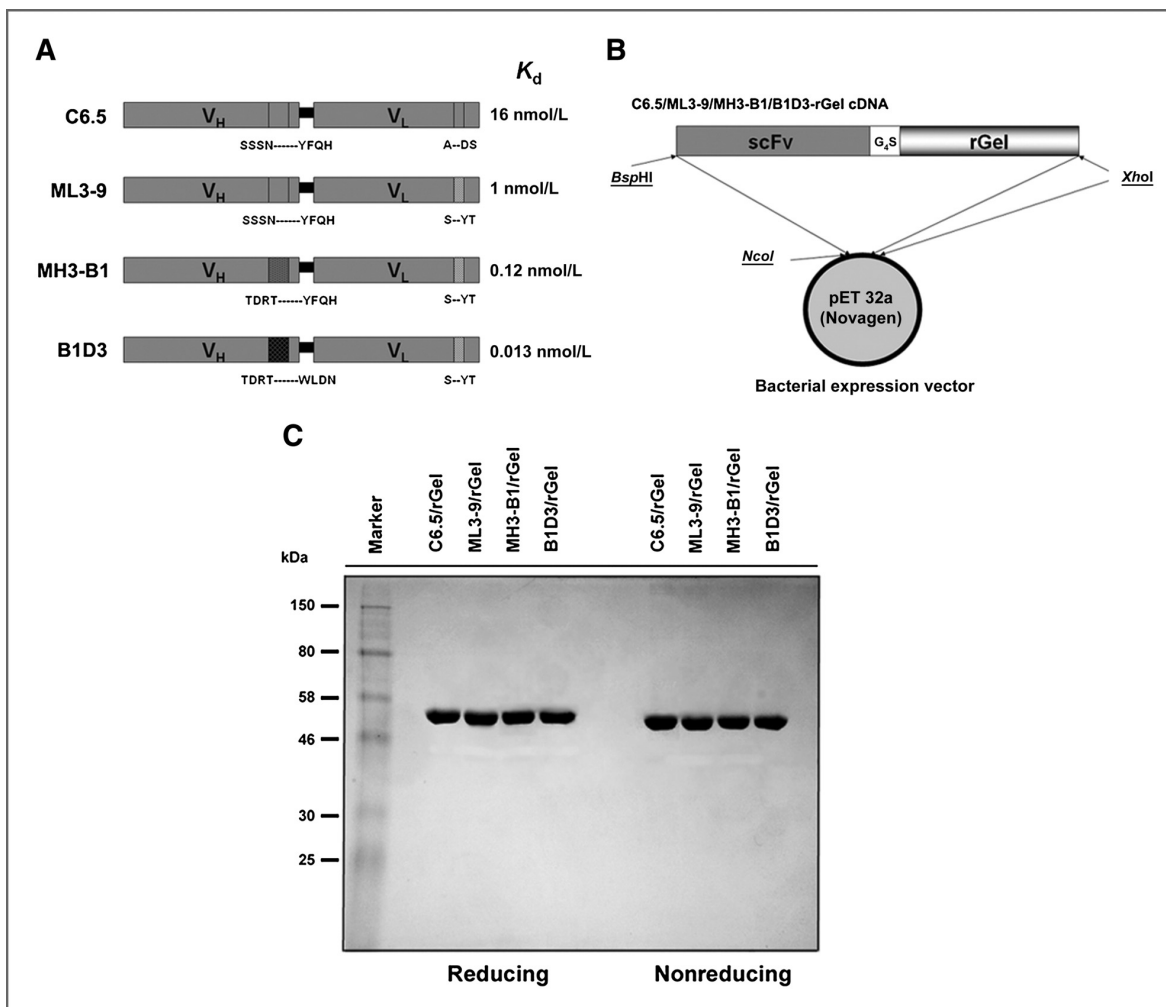 A
K_d
C6.5
V_H
V_L
16 nmol/L
SSSN------YFQH
A--DS
ML3-9
V_H
V_L
1 nmol/L
SSSN------YFQH
S--YT
MH3-B1
V_H
V_L
0.12 nmol/L
TDRT------YFQH
S--YT
B1D3
V_H
V_L
0.013 nmol/L
TDRT------WLDN
S--YT
B
C6.5/ML3-9/MH3-B1/B1D3-rGel cDNA
scFv
G₄S
rGel
BspHI
XhoI
NcoI
pET 32a
(Novagen)
Bacterial expression vector
C
Marker
C6.5/rGel
ML3-9/rGel
MH3-B1/rGel
B1D3/rGel
C6.5/rGel
ML3-9/rGel
MH3-B1/rGel
B1D3/rGel
kDa
150
80
58
46
30
25
Reducing
Nonreducing